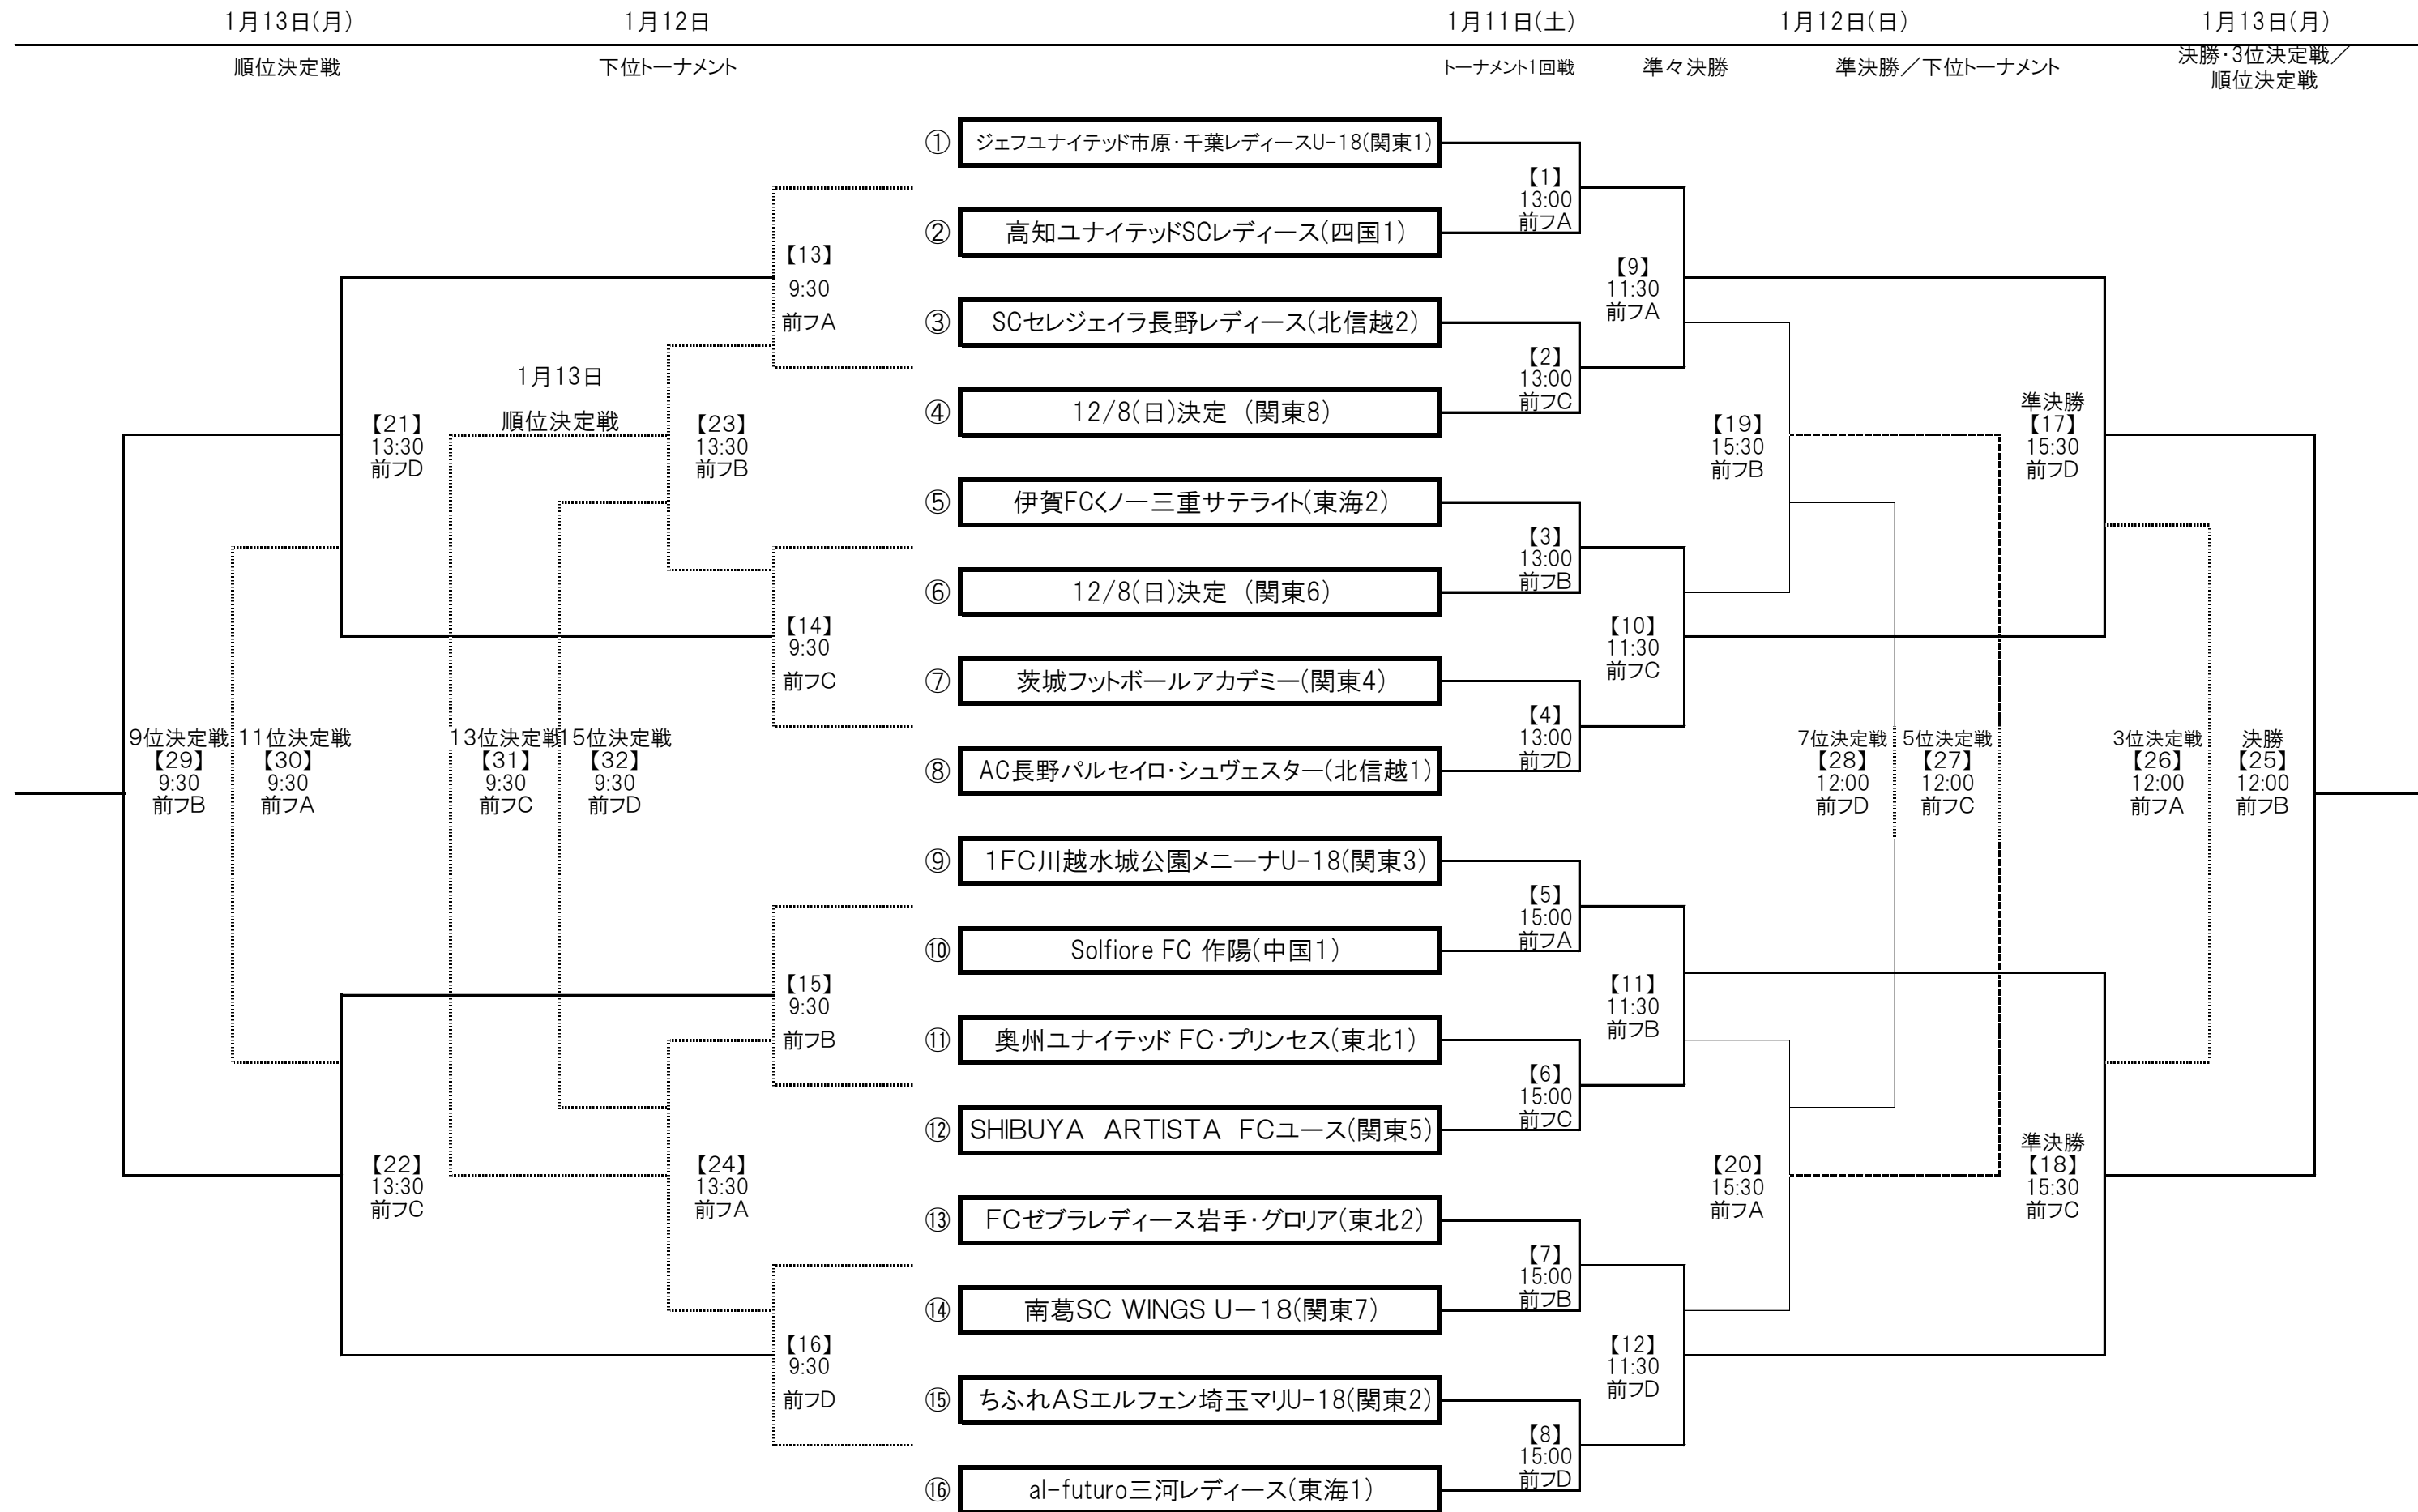 1月13日(月)
1月12日
1月11日(土)
1月12日(日)
1月13日(月)
順位決定戦
下位トーナメント
トーナメント1回戦
準々決勝
準決勝／下位トーナメント
決勝・3位決定戦／
順位決定戦
① ジェフユナイテッド市原・千葉レディースU-18(関東1)
② 高知ユナイテッドSCレディース(四国1)
③ SCセレジェイラ長野レディース(北信越2)
④ 12/8(日)決定 (関東8)
⑤ 伊賀FCくノ一三重サテライト(東海2)
⑥ 12/8(日)決定 (関東6)
⑦ 茨城フットボールアカデミー(関東4)
⑧ AC長野パルセイロ・シュヴェスター(北信越1)
⑨ 1FC川越水城公園メニーナU-18(関東3)
⑩ Solfiore FC 作陽(中国1)
⑪ 奥州ユナイテッド FC・プリンセス(東北1)
⑫ SHIBUYA ARTISTA FCユース(関東5)
⑬ FCゼブラレディース岩手・グロリア(東北2)
⑭ 南葛SC WINGS U－18(関東7)
⑮ ちふれASエルフェン埼玉マリU-18(関東2)
⑯ al-futuro三河レディース(東海1)
【1】
13:00
前フA
【2】
13:00
前フC
【3】
13:00
前フB
【4】
13:00
前フD
【5】
15:00
前フA
【6】
15:00
前フC
【7】
15:00
前フB
【8】
15:00
前フD
【9】
11:30
前フA
【10】
11:30
前フC
【11】
11:30
前フB
【12】
11:30
前フD
【13】
9:30
前フA
【14】
9:30
前フC
【15】
9:30
前フB
【16】
9:30
前フD
準決勝
【17】
15:30
前フD
準決勝
【18】
15:30
前フC
【19】
15:30
前フB
【20】
15:30
前フA
【21】
13:30
前フD
【22】
13:30
前フC
1月13日
順位決定戦
【23】
13:30
前フB
【24】
13:30
前フA
決勝
【25】
12:00
前フB
3位決定戦
【26】
12:00
前フA
5位決定戦
【27】
12:00
前フC
7位決定戦
【28】
12:00
前フD
9位決定戦
【29】
9:30
前フB
11位決定戦
【30】
9:30
前フA
13位決定戦
【31】
9:30
前フC
15位決定戦
【32】
9:30
前フD